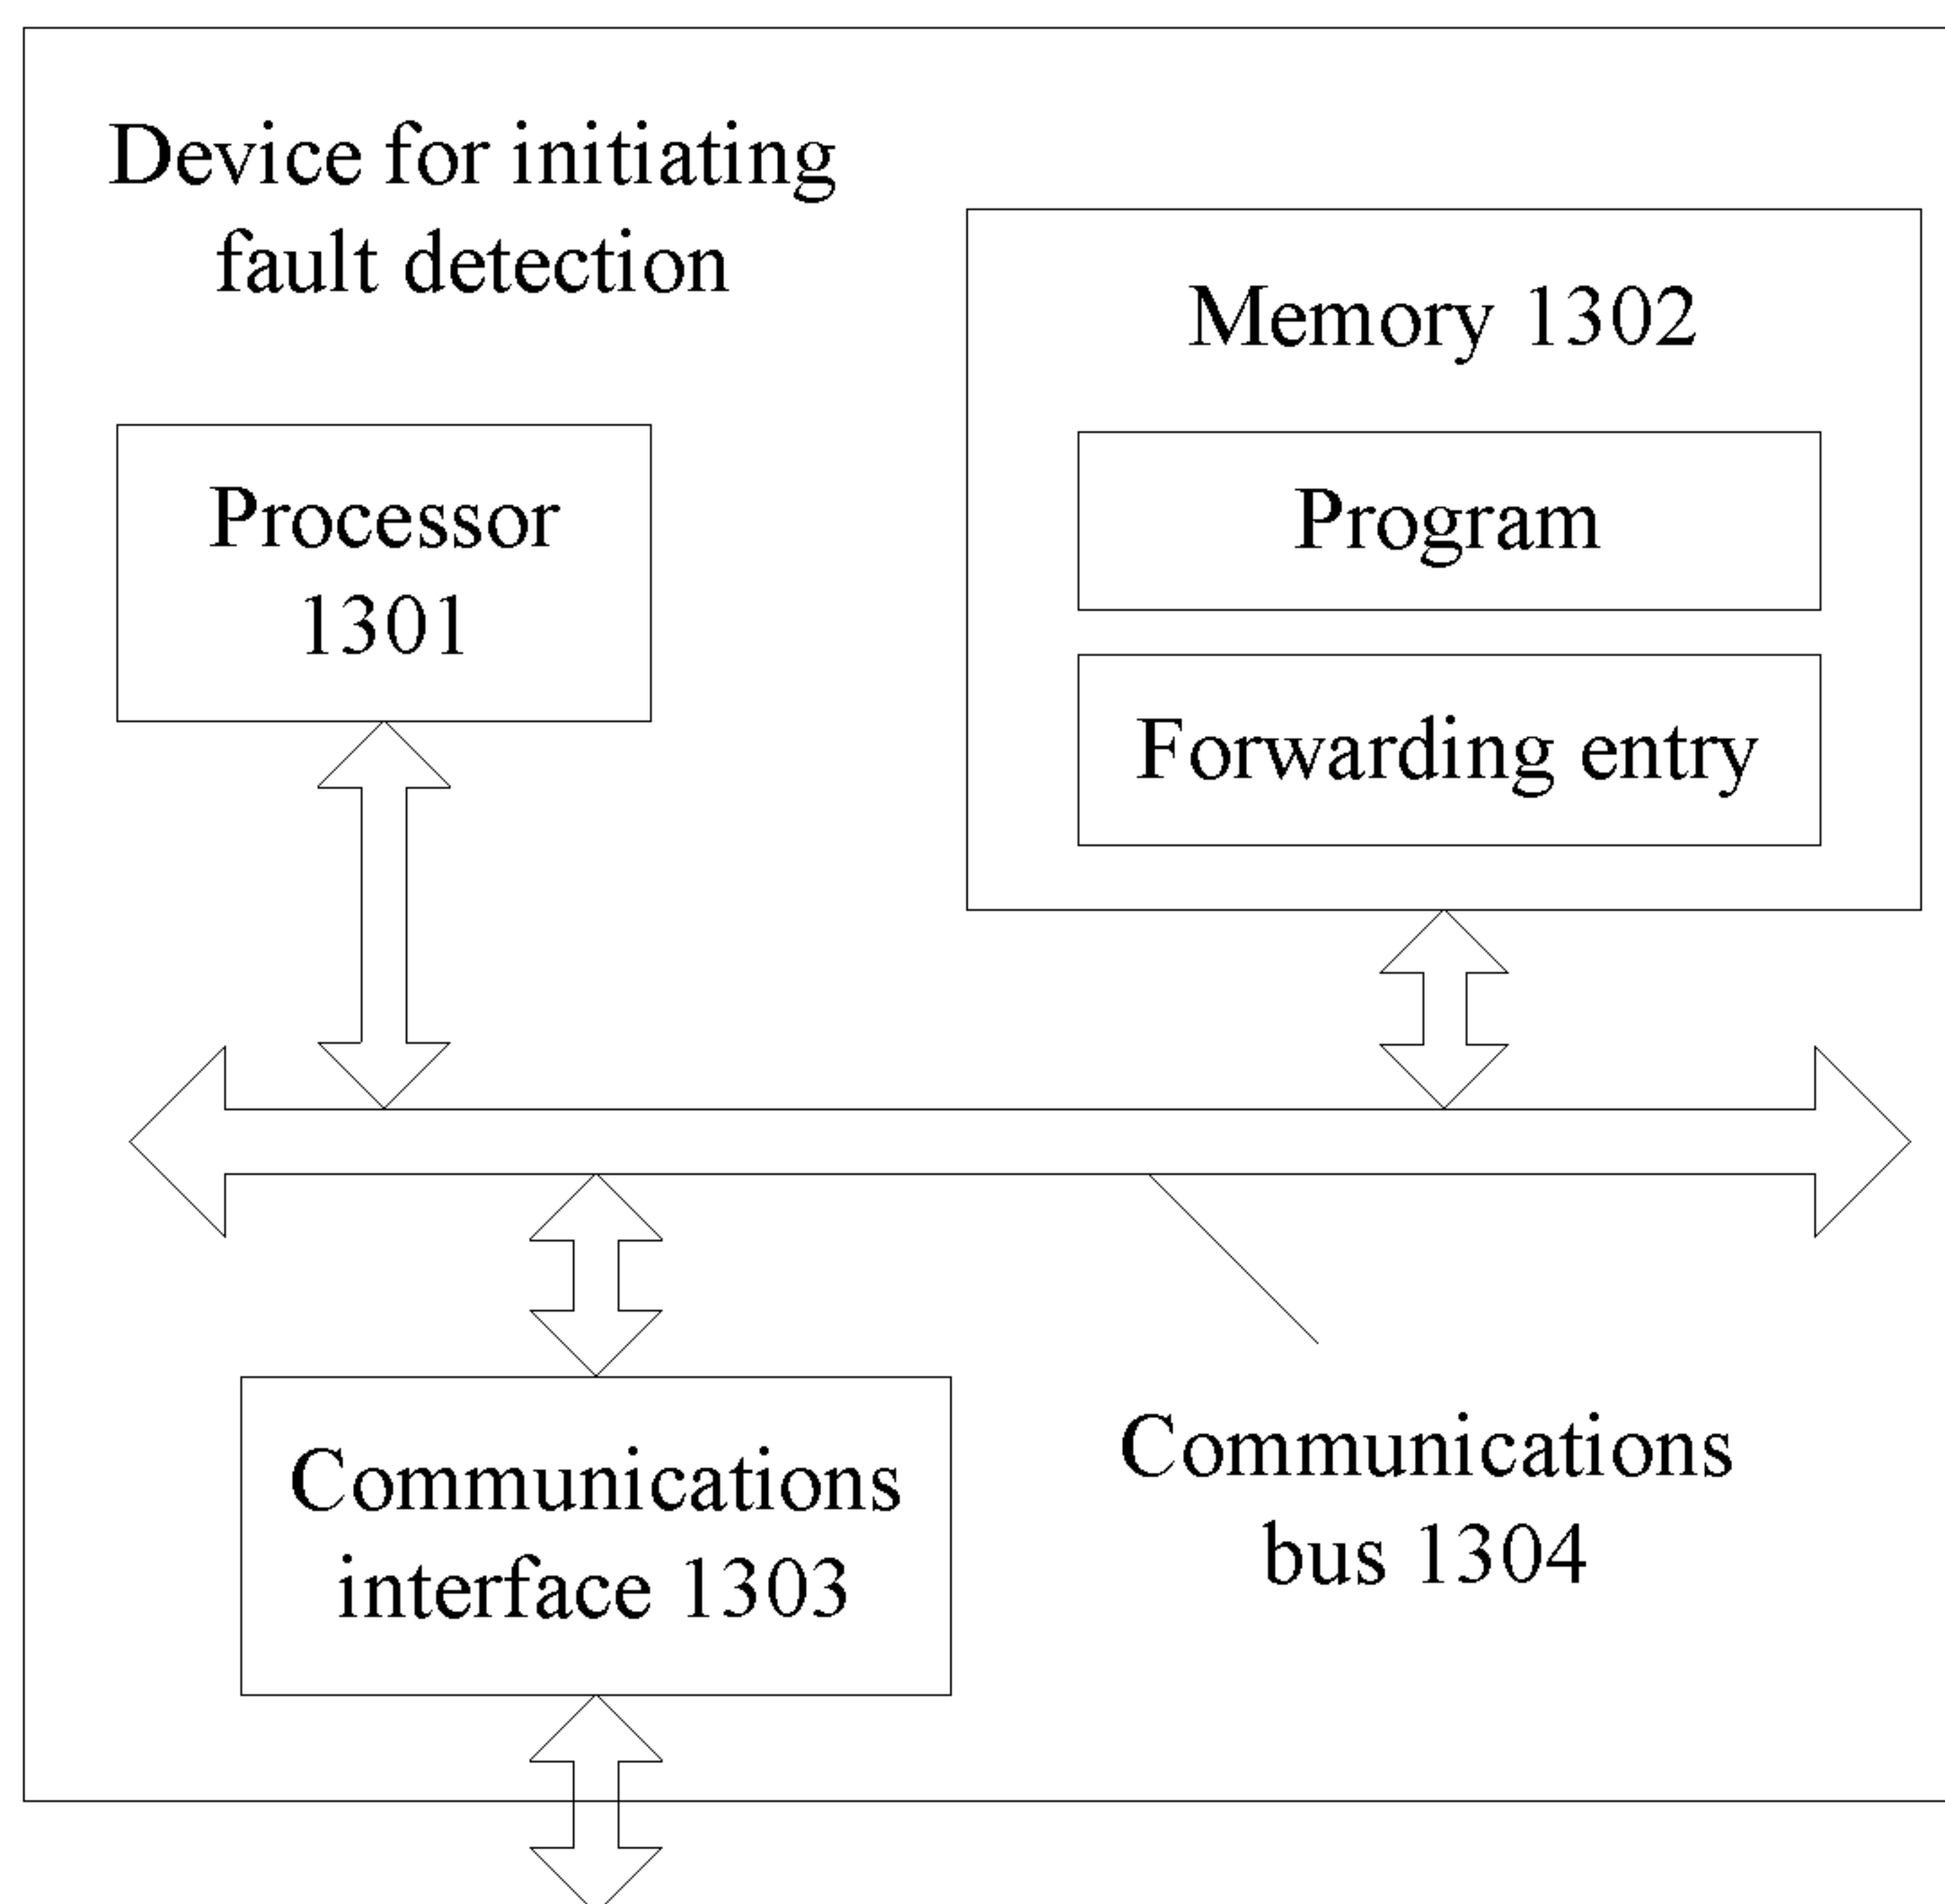 Device for initiating
fault detection
Memory 1302
Program
Forwarding entry
Processor
1301
Communications
interface 1303
Communications
bus 1304